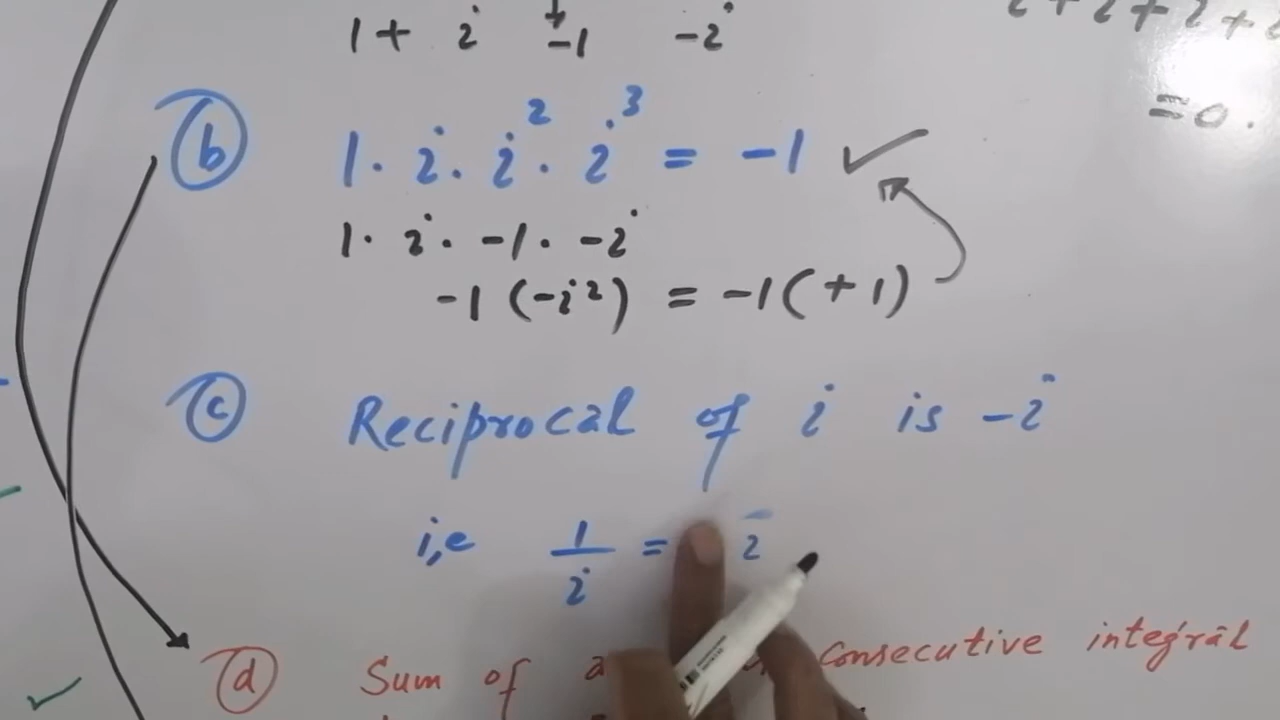 1 + i -1 -i
= 0.
(b) 1 · i · i² · i³ = -1 ✓
1 · i · -1 · -i
-1 (-i²) = -1 (+1)
(c) Reciprocal of i is -i
i,e 1/i =
(d) Sum of consecutive integral